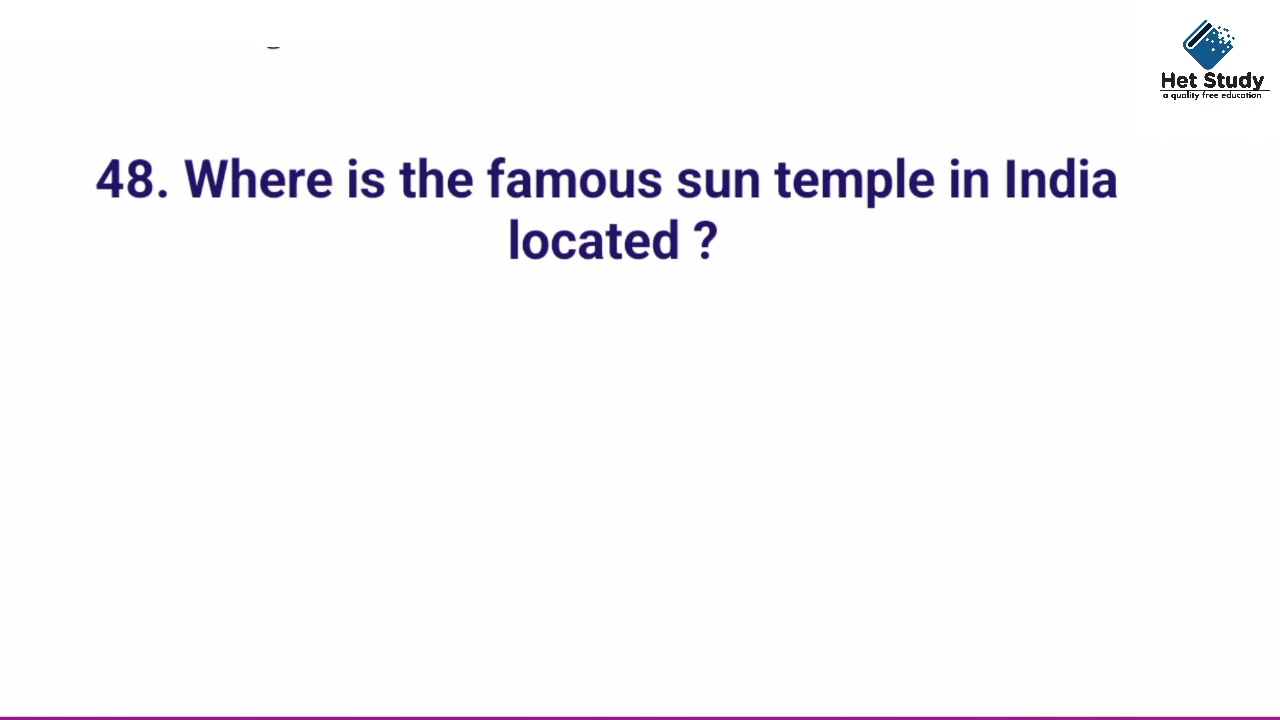 Het Study
a quality free education
48. Where is the famous sun temple in India
located ?